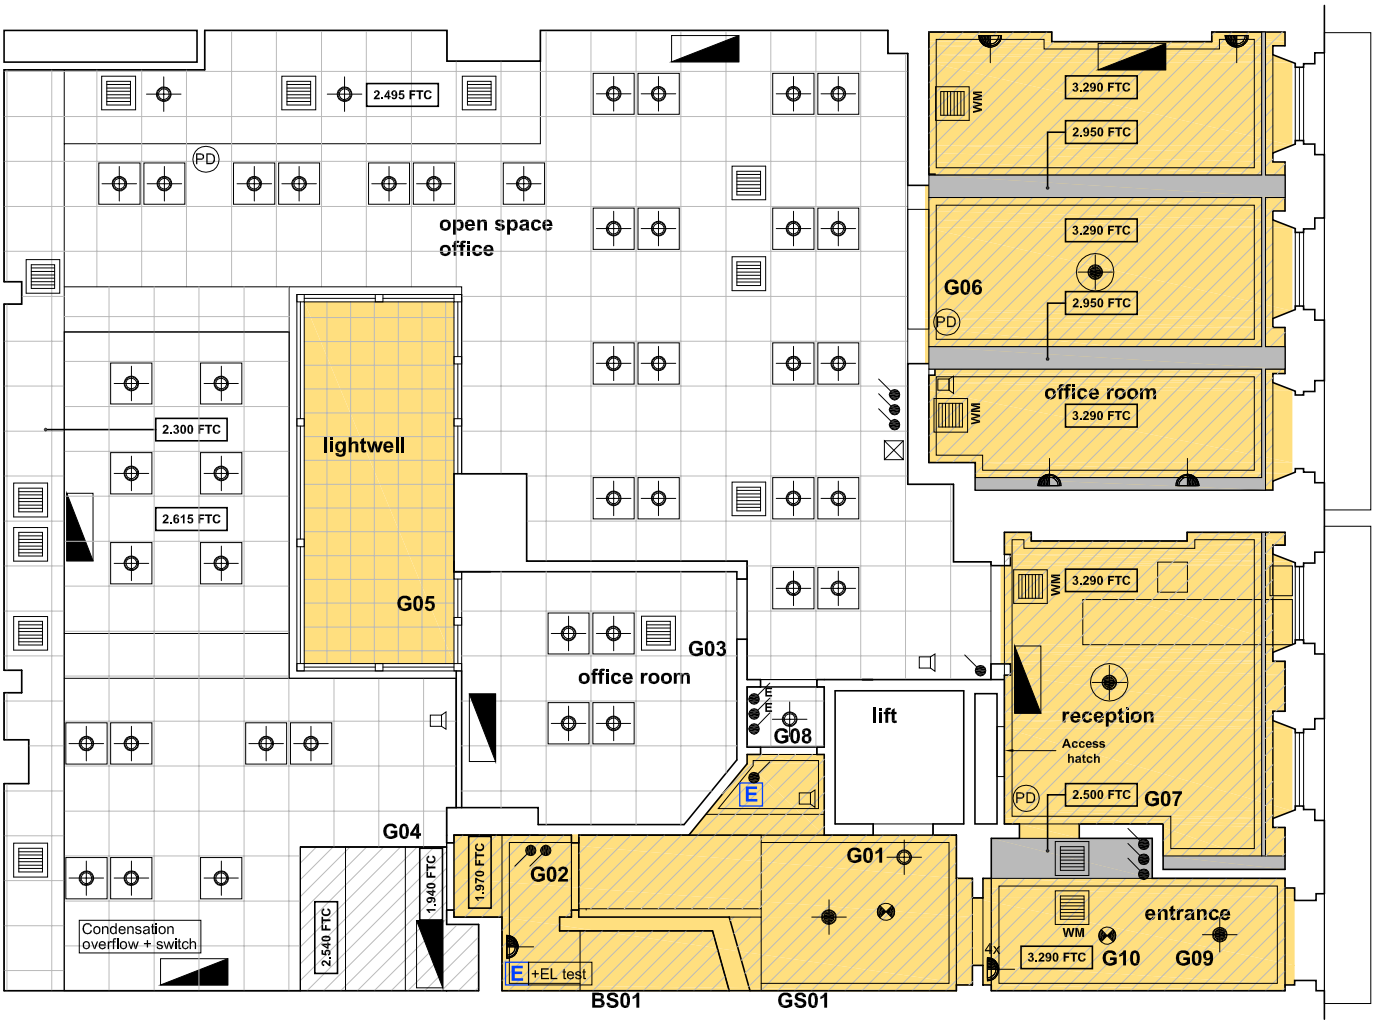 2.495 FTC
3.290 FTC
WM
2.950 FTC
PD
open space
office
3.290 FTC
G06
2.950 FTC
PD
office room
WM
3.290 FTC
2.300 FTC
lightwell
2.615 FTC
G05
3.290 FTC
WM
G03
office room
E
E
lift
reception
G08
Access
hatch
E
PD
2.500 FTC
G07
G04
G01
1.970 FTC
1.940 FTC
G02
entrance
Condensation
overflow + switch
2.540 FTC
WM
4x
3.290 FTC
G10
G09
E +EL test
BS01
GS01